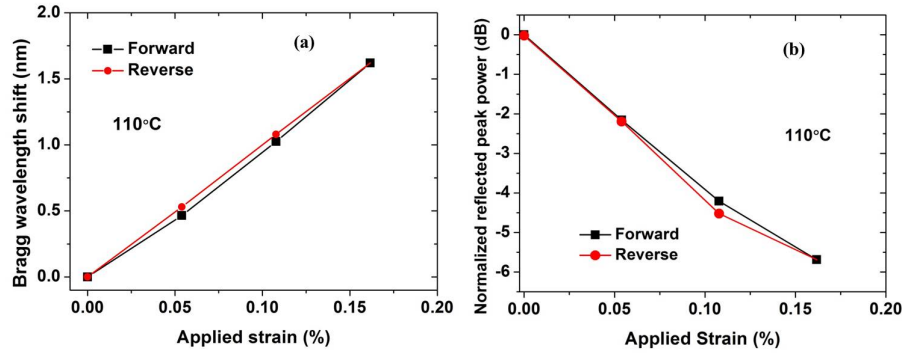 2.0
1.5
1.0
0.5
0.0
0.00 0.05 0.10 0.15 0.20
Bragg wavelength shift (nm)
Applied strain (%)
(a)
Forward
Reverse
110°C
0
-1
-2
-3
-4
-5
-6
0.00 0.05 0.10 0.15 0.20
Normalized reflected peak power (dB)
Applied Strain (%)
(b)
110°C
Forward
Reverse